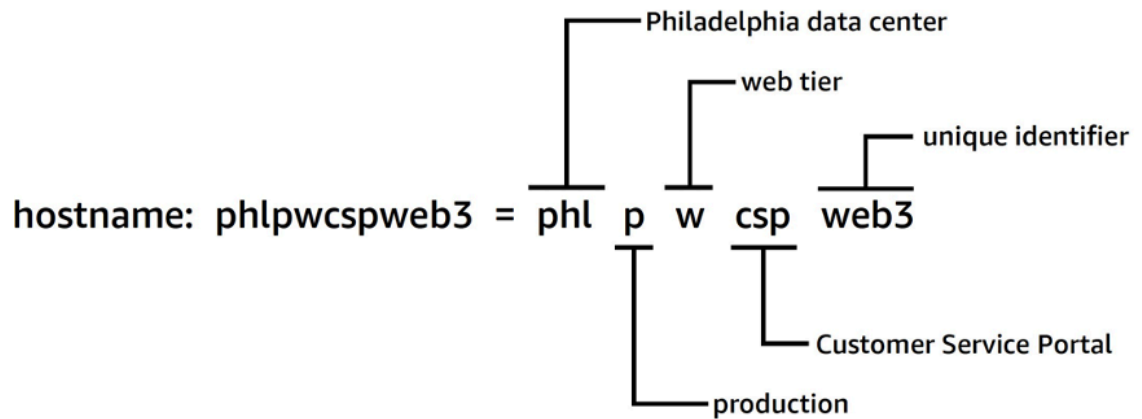 Philadelphia data center
web tier
unique identifier
hostname: phlpwcspweb3 = phl p w csp web3
Customer Service Portal
production